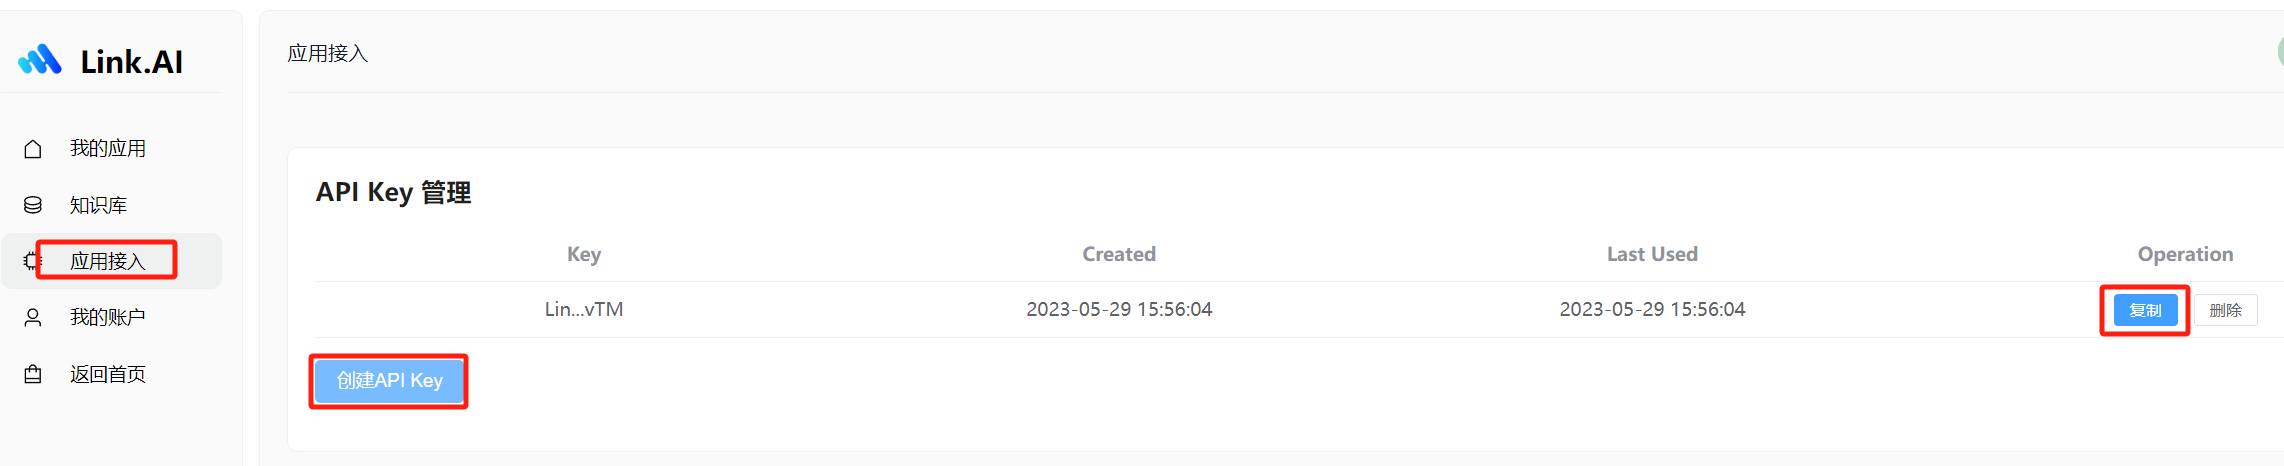 Link.AI
我的应用
知识库
应用接入
我的账户
返回首页
应用接入
API Key 管理
Key Created Last Used Operation
Lin...vTM 2023-05-29 15:56:04 2023-05-29 15:56:04 复制 删除
创建API Key